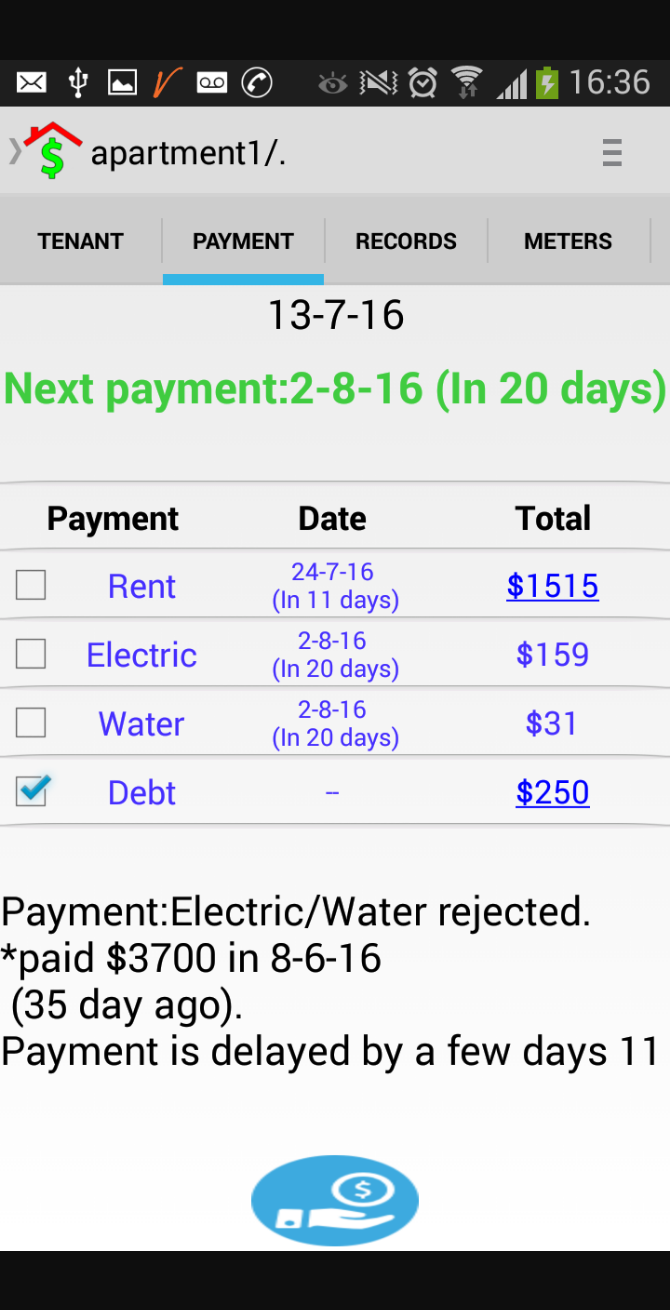 16:36
apartment1/.
TENANT PAYMENT RECORDS METERS
13-7-16
Next payment:2-8-16 (In 20 days)
Payment Date Total
Rent 24-7-16 (In 11 days) $1515
Electric 2-8-16 (In 20 days) $159
Water 2-8-16 (In 20 days) $31
Debt -- $250
Payment:Electric/Water rejected.
*paid $3700 in 8-6-16
(35 day ago).
Payment is delayed by a few days 11